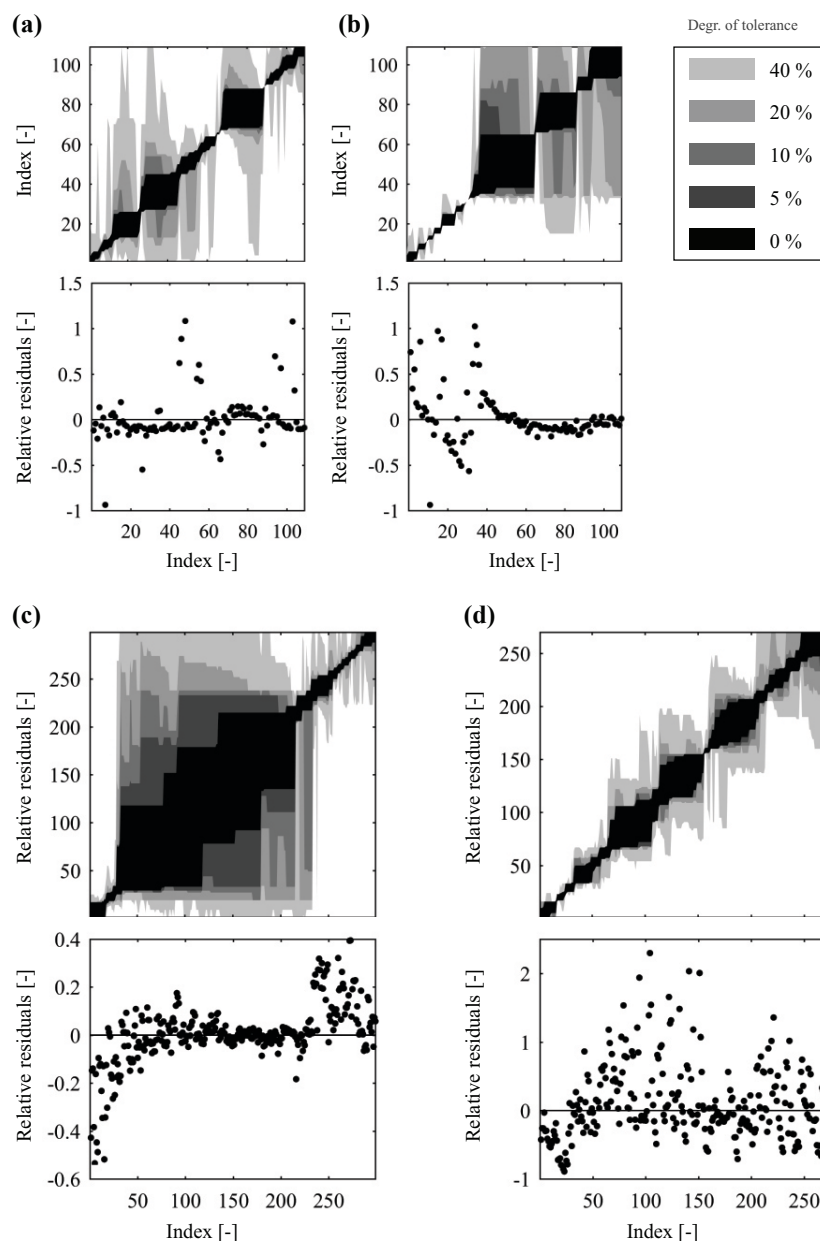 (a)
(b)
Degr. of tolerance
40 %
20 %
10 %
5 %
0 %
Index [-]
100
80
60
40
20
Index [-]
100
80
60
40
20
Relative residuals [-]
1.5
1
0.5
0
-0.5
-1
20 40 60 80 100
Index [-]
Relative residuals [-]
1.5
1
0.5
0
-0.5
-1
20 40 60 80 100
Index [-]
(c)
(d)
Relative residuals [-]
250
200
150
100
50
Relative residuals [-]
250
200
150
100
50
Relative residuals [-]
0.4
0.2
0
-0.2
-0.4
-0.6
50 100 150 200 250
Index [-]
Relative residuals [-]
2
1
0
-1
50 100 150 200 250
Index [-]